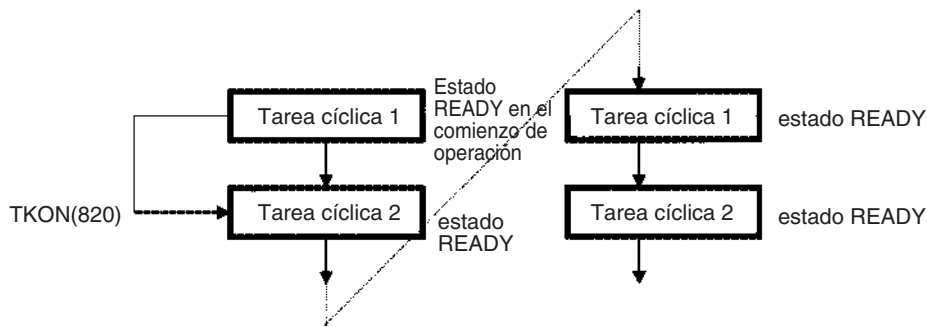 Tarea cíclica 1
Estado
READY en el
comienzo de
operación
TKON(820)
Tarea cíclica 2
estado
READY
Tarea cíclica 1
estado READY
Tarea cíclica 2
estado READY